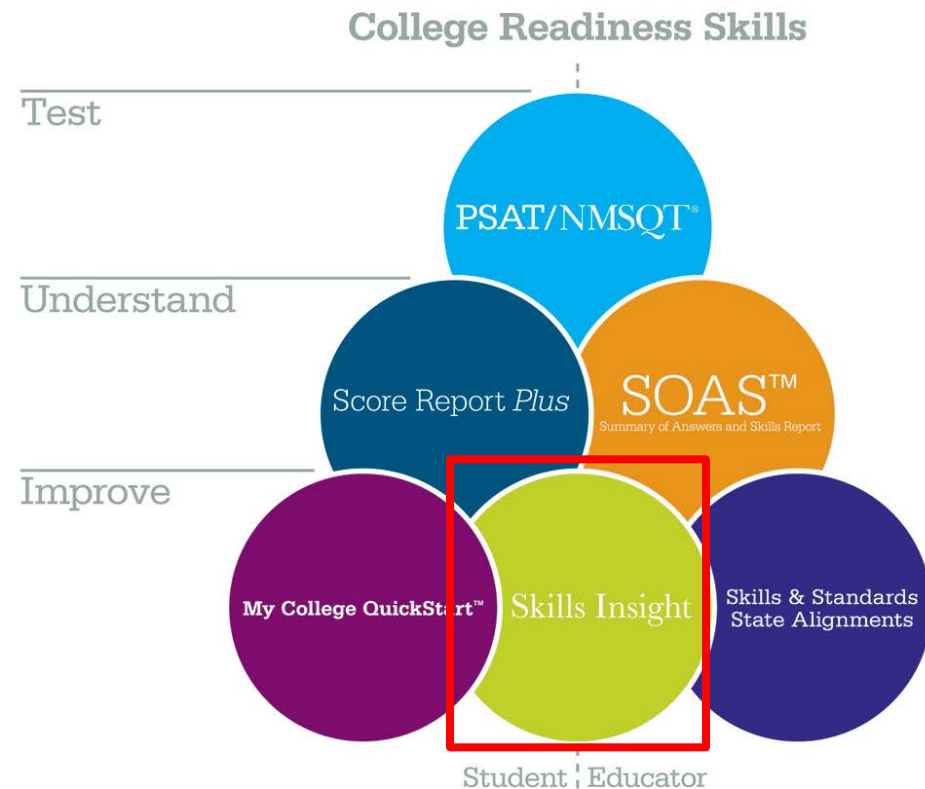 College Readiness Skills
Test
PSAT/NMSQT®
Understand
Score Report Plus
SOAS™
Summary of Answers and Skills Report
Improve
My College QuickStart™
Skills Insight
Skills & Standards
State Alignments
Student ¦ Educator